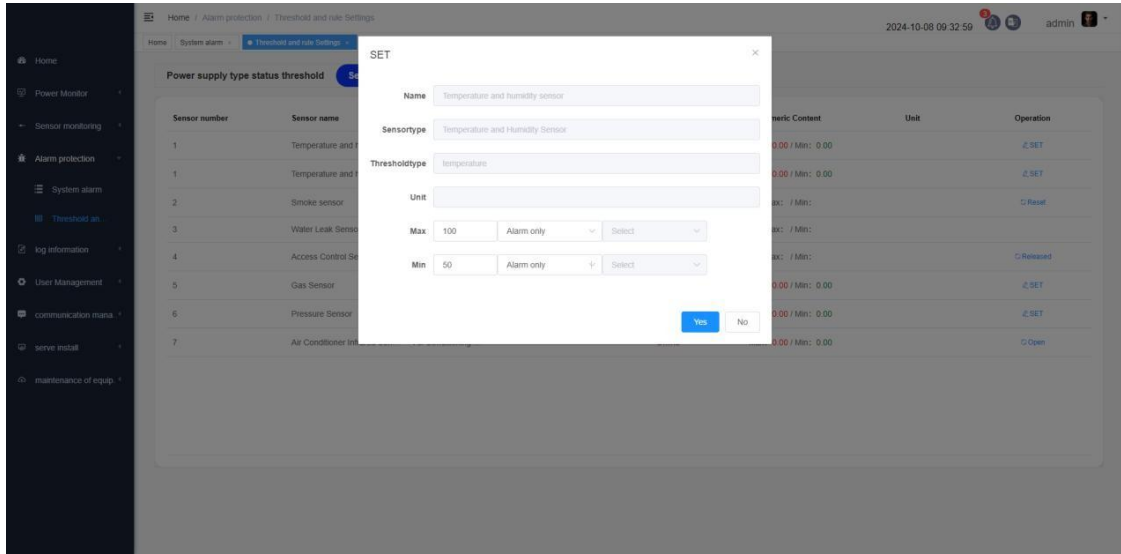 Home / Alarm protection / Threshold and rule Settings
2024-10-08 09:32:59
3
admin
Home
System alarm ×
Threshold and rule Settings ×
Home
Power Monitor
Sensor monitoring
Alarm protection
System alarm
Threshold an...
log information
User Management
communication mana.
serve install
maintenance of equip.
Power supply type status threshold
Se
Sensor number
Sensor name
meric Content
Unit
Operation
1
Temperature and h
0.00 / Min: 0.00
SET
1
Temperature and h
0.00 / Min: 0.00
SET
2
Smoke sensor
ax: / Min:
Reset
3
Water Leak Senso
ax: / Min:
4
Access Control Se
ax: / Min:
Released
5
Gas Sensor
0.00 / Min: 0.00
SET
6
Pressure Sensor
0.00 / Min: 0.00
SET
7
Air Conditioner
0.00 / Min: 0.00
Open
SET
×
Name
Temperature and humidity sensor
Sensortype
Temperature and Humidity Sensor
Thresholdtype
temperature
Unit
Max
100
Alarm only
Select
Min
50
Alarm only
Select
Yes
No